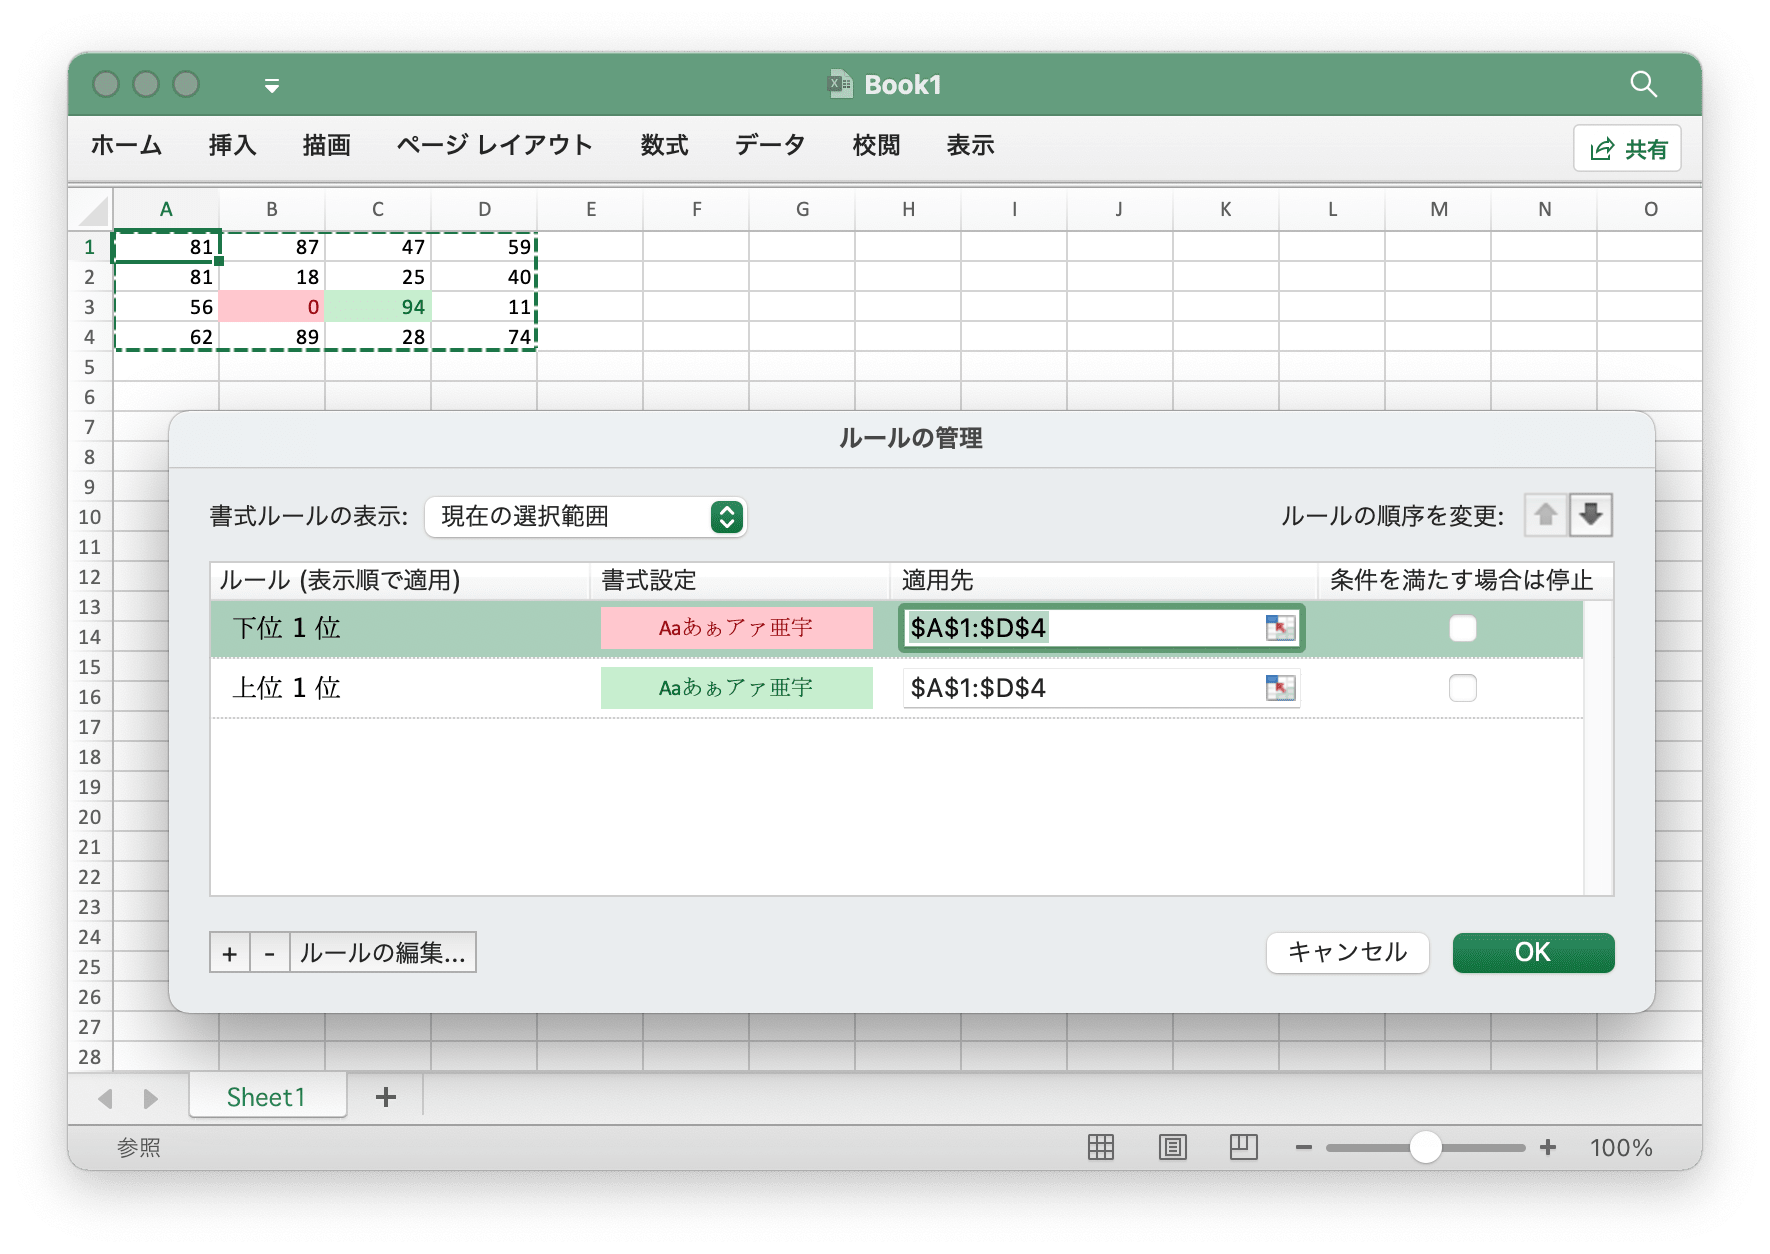 Book1
ホーム 挿入 描画 ページ レイアウト 数式 データ 校閲 表示 共有
A B C D E F G H I J K L M N O
1 81 87 47 59
2 81 18 25 40
3 56 0 94 11
4 62 89 28 74
5
6
7
ルールの管理
8
9
10 書式ルールの表示: 現在の選択範囲 ルールの順序を変更:
11
12 ルール (表示順で適用) 書式設定 適用先 条件を満たす場合は停止
13
14 下位 1 位 Aaあぁアァ亜宇 $A$1:$D$4
15
16 上位 1 位 Aaあぁアァ亜宇 $A$1:$D$4
17
18
19
20
21
22
23
24
25 + - ルールの編集... キャンセル OK
26
27
28
Sheet1 +
参照 100%